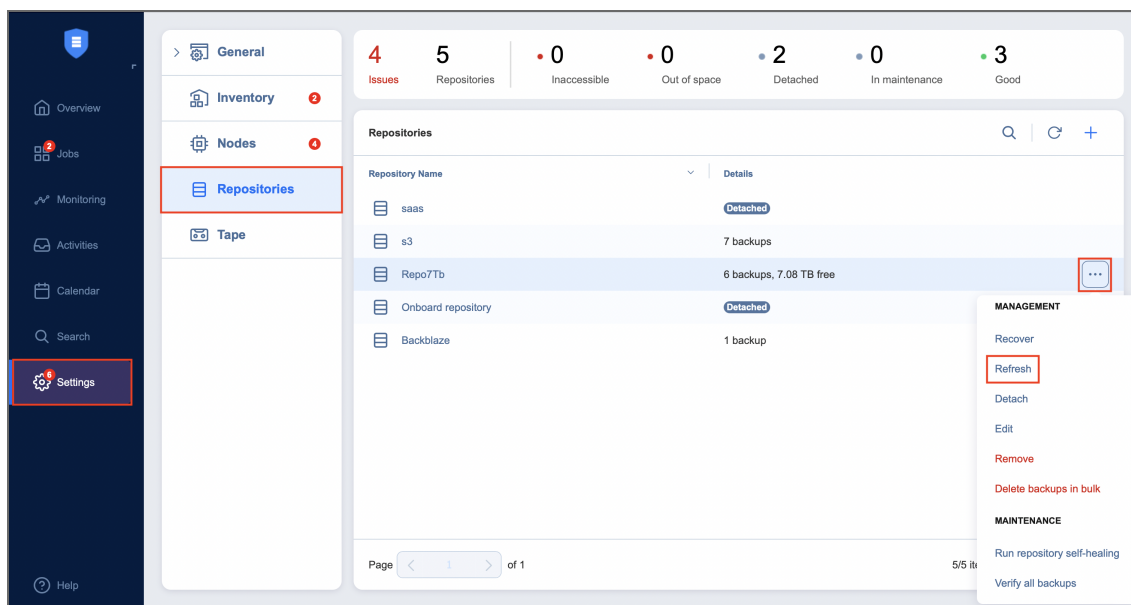 Overview
2
Jobs
Monitoring
Activities
Calendar
Search
6
Settings
Help
General
Inventory 2
Nodes 4
Repositories
Tape
4 5 0 0 2 0 3
Issues Repositories Inaccessible Out of space Detached In maintenance Good
Repositories
Repository Name Details
saas Detached
s3 7 backups
Repo7Tb 6 backups, 7.08 TB free
Onboard repository Detached
Backblaze 1 backup
MANAGEMENT
Recover
Refresh
Detach
Edit
Remove
Delete backups in bulk
MAINTENANCE
Run repository self-healing
Verify all backups
Page 1 of 1 5/5 ite